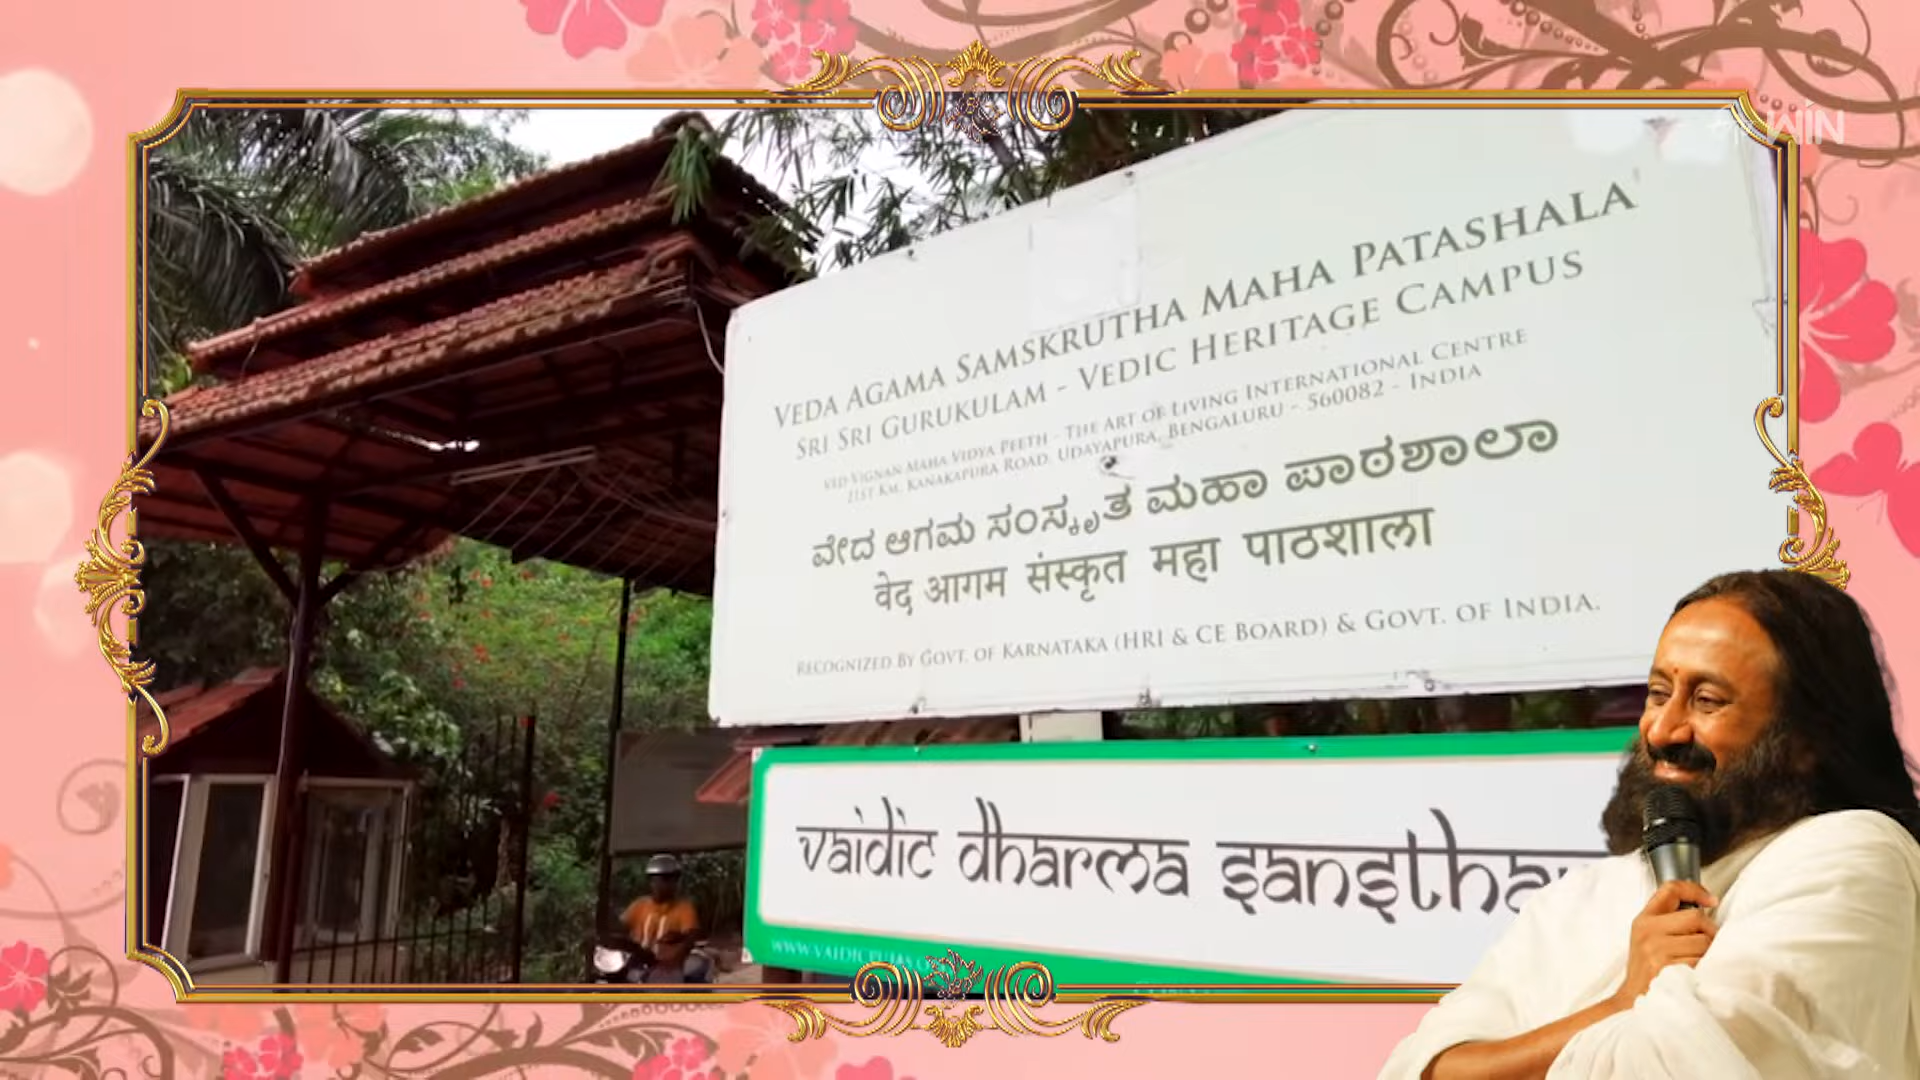 WIN
VEDA AGAMA SAMSKRUTHA MAHA PATASHALA
SRI SRI GURUKULAM - VEDIC HERITAGE CAMPUS
VED VIGNAN MAHA VIDYA PEETH - THE ART OF LIVING INTERNATIONAL CENTRE
21ST KM, KANAKAPURA ROAD, UDAYAPURA, BENGALURU - 560082 - INDIA
ವೇದ ಆಗಮ ಸಂಸ್ಕೃತ ಮಹಾ ಪಾಠಶಾಲಾ
वेद आगम संस्कृत महा पाठशाला
RECOGNIZED BY GOVT. OF KARNATAKA (HRI & CE BOARD) & GOVT. OF INDIA.
vaidic dharma